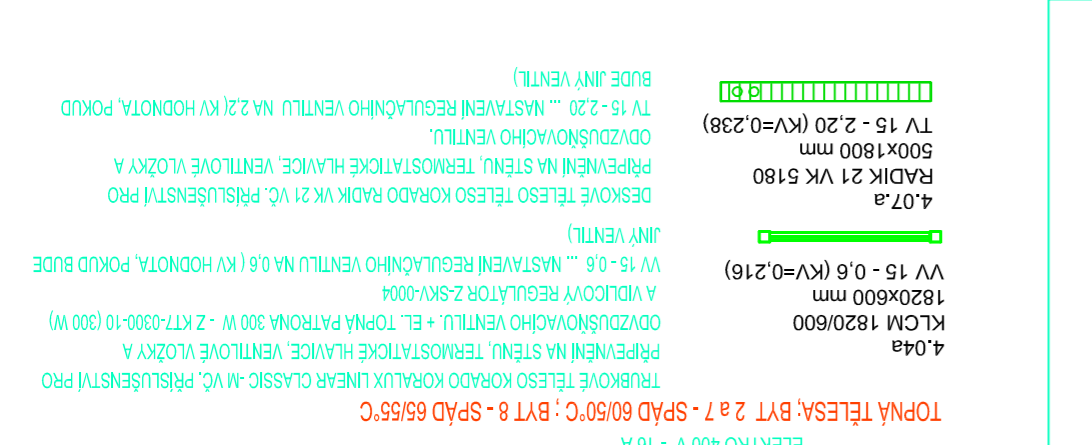 ELEKTRO 400 V - 16 A
TOPNÁ TĚLESA; BYT 2 a 7 - SPÁD 60/50°C ; BYT 8 - SPÁD 65/55°C
4.04a
KLCM 1820/600
1820x600 mm
VV 15 - 0,6 (KV=0,216)
TRUBKOVÉ TĚLESO KORADO KORALUX LINEAR CLASSIC -M VČ. PŘÍSLUŠENSTVÍ PRO
PŘIPEVNĚNÍ NA STĚNU, TERMOSTATICKÉ HLAVICE, VENTILOVÉ VLOŽKY A
ODVZDUŠŇOVACÍHO VENTILU. + EL. TOPNÁ PATRONA 300 W - Z KT7-0300-10 (300 W)
A VIDLICOVÝ REGULÁTOR Z-SKV-0004
VV 15 - 0,6 ... NASTAVENÍ REGULAČNÍHO VENTILU NA 0,6 ( KV HODNOTA, POKUD BUDE
JINÝ VENTIL)
4.07.a
RADIK 21 VK 5180
500x1800 mm
TV 15 - 2,20 (KV=0,238)
DESKOVÉ TĚLESO TĚLESO KORADO RADIK VK 21 VČ. PŘÍSLUŠENSTVÍ PRO
PŘIPEVNĚNÍ NA STĚNU, TERMOSTATICKÉ HLAVICE, VENTILOVÉ VLOŽKY A
ODVZDUŠŇOVACÍHO VENTILU.
TV 15 - 2,20 ... NASTAVENÍ REGULAČNÍHO VENTILU NA 2,2( KV HODNOTA, POKUD
BUDE JINÝ VENTIL)